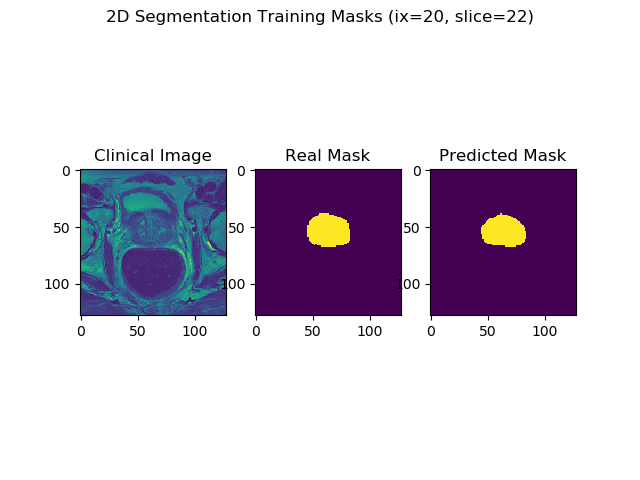 2D Segmentation Training Masks (ix=20, slice=22)
Clinical Image Real Mask Predicted Mask
0 0 0
50 50 50
100 100 100
0 50 100 0 50 100 0 50 100